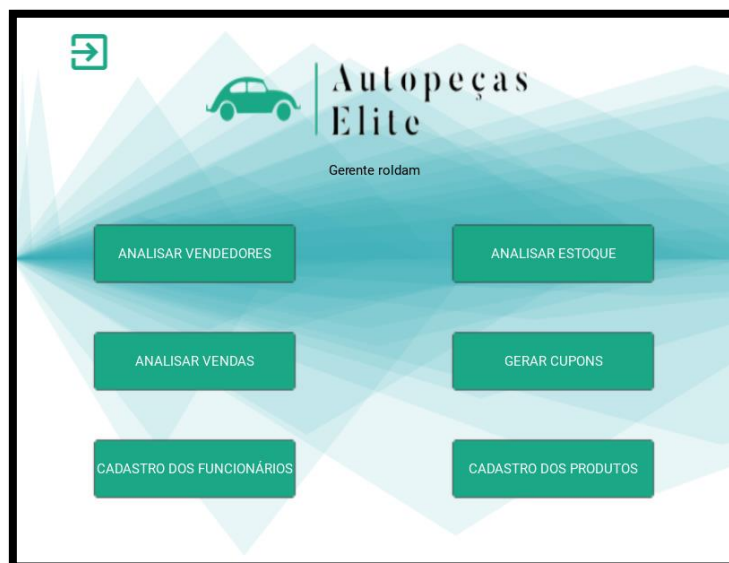 Autopeças
Elite
Gerente roldam
ANALISAR VENDEDORES
ANALISAR ESTOQUE
ANALISAR VENDAS
GERAR CUPONS
CADASTRO DOS FUNCIONÁRIOS
CADASTRO DOS PRODUTOS